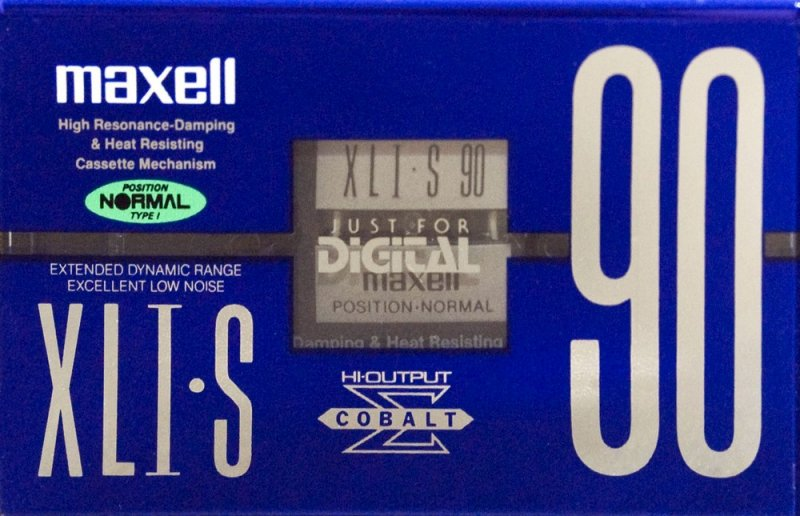 maxell
High Resonance-Damping
& Heat Resisting
Cassette Mechanism
POSITION
NORMAL
TYPE I
EXTENDED DYNAMIC RANGE
EXCELLENT LOW NOISE
XLI·S
XLI·S 90
JUST FOR
DIGITAL
maxell
POSITION·NORMAL
Damping & Heat Resisting
HI-OUTPUT
Σ
COBALT
90